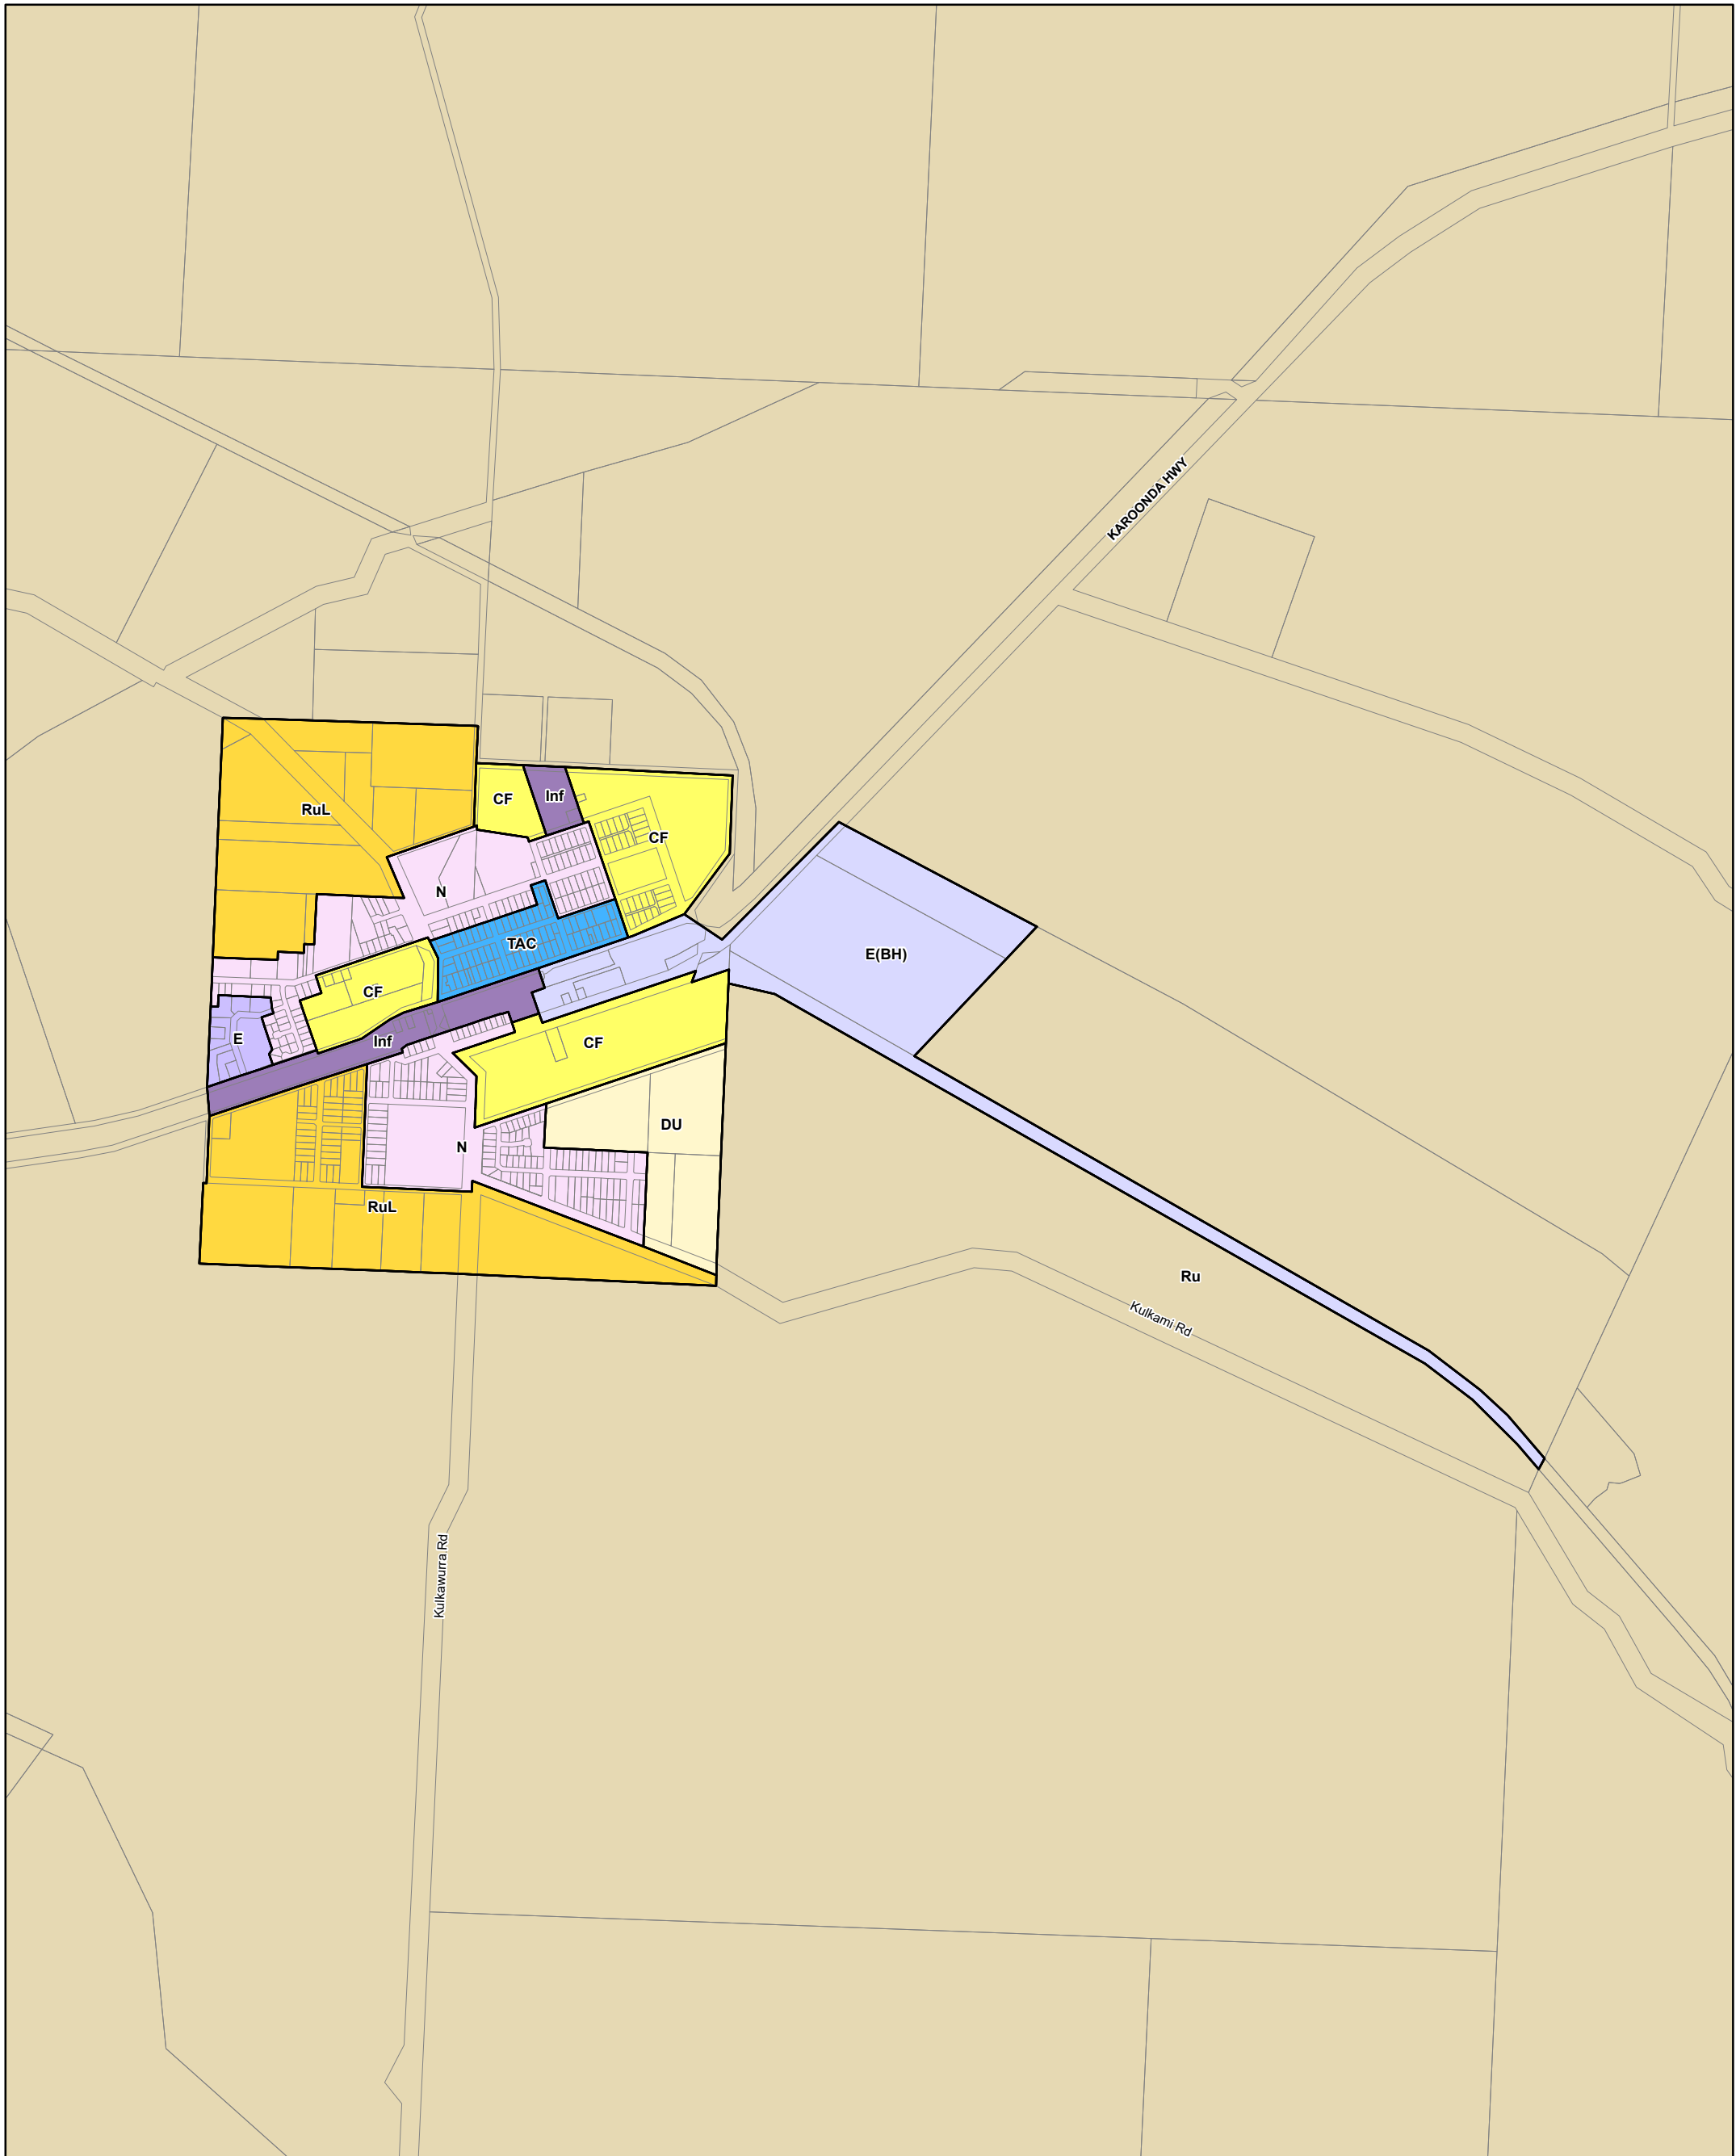 KAROONDA HWY
RuL
CF
Inf
CF
N
TAC
E(BH)
CF
E
Inf
CF
DU
N
RuL
Ru
Kulkami Rd
Kulkawurra Rd